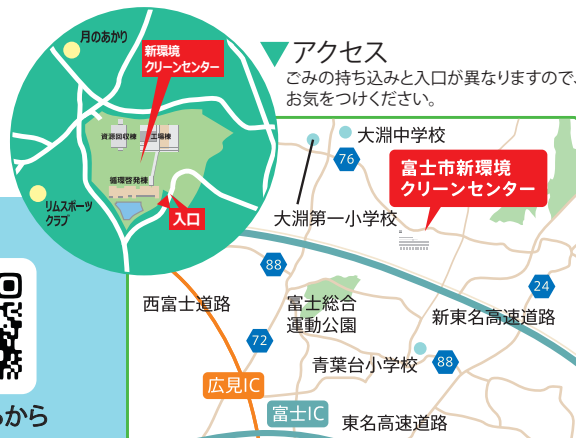 月のあかり
新環境
クリーンセンター
資源回収棟
工場棟
循環啓発棟
リムスポーツ
クラブ
入口
アクセス
ごみの持ち込みと入口が異なりますので、
お気をつけください。
大淵中学校
76
富士市新環境
クリーンセンター
大淵第一小学校
88
24
西富士道路
富士総合
運動公園
新東名高速道路
72
青葉台小学校
88
広見IC
富士IC
東名高速道路
から